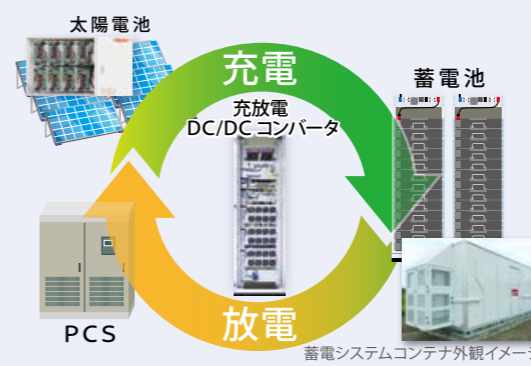 太陽電池
充電
蓄電池
充放電
DC/DC コンバータ
PCS
放電
蓄電システムコンテナ外観イメージ